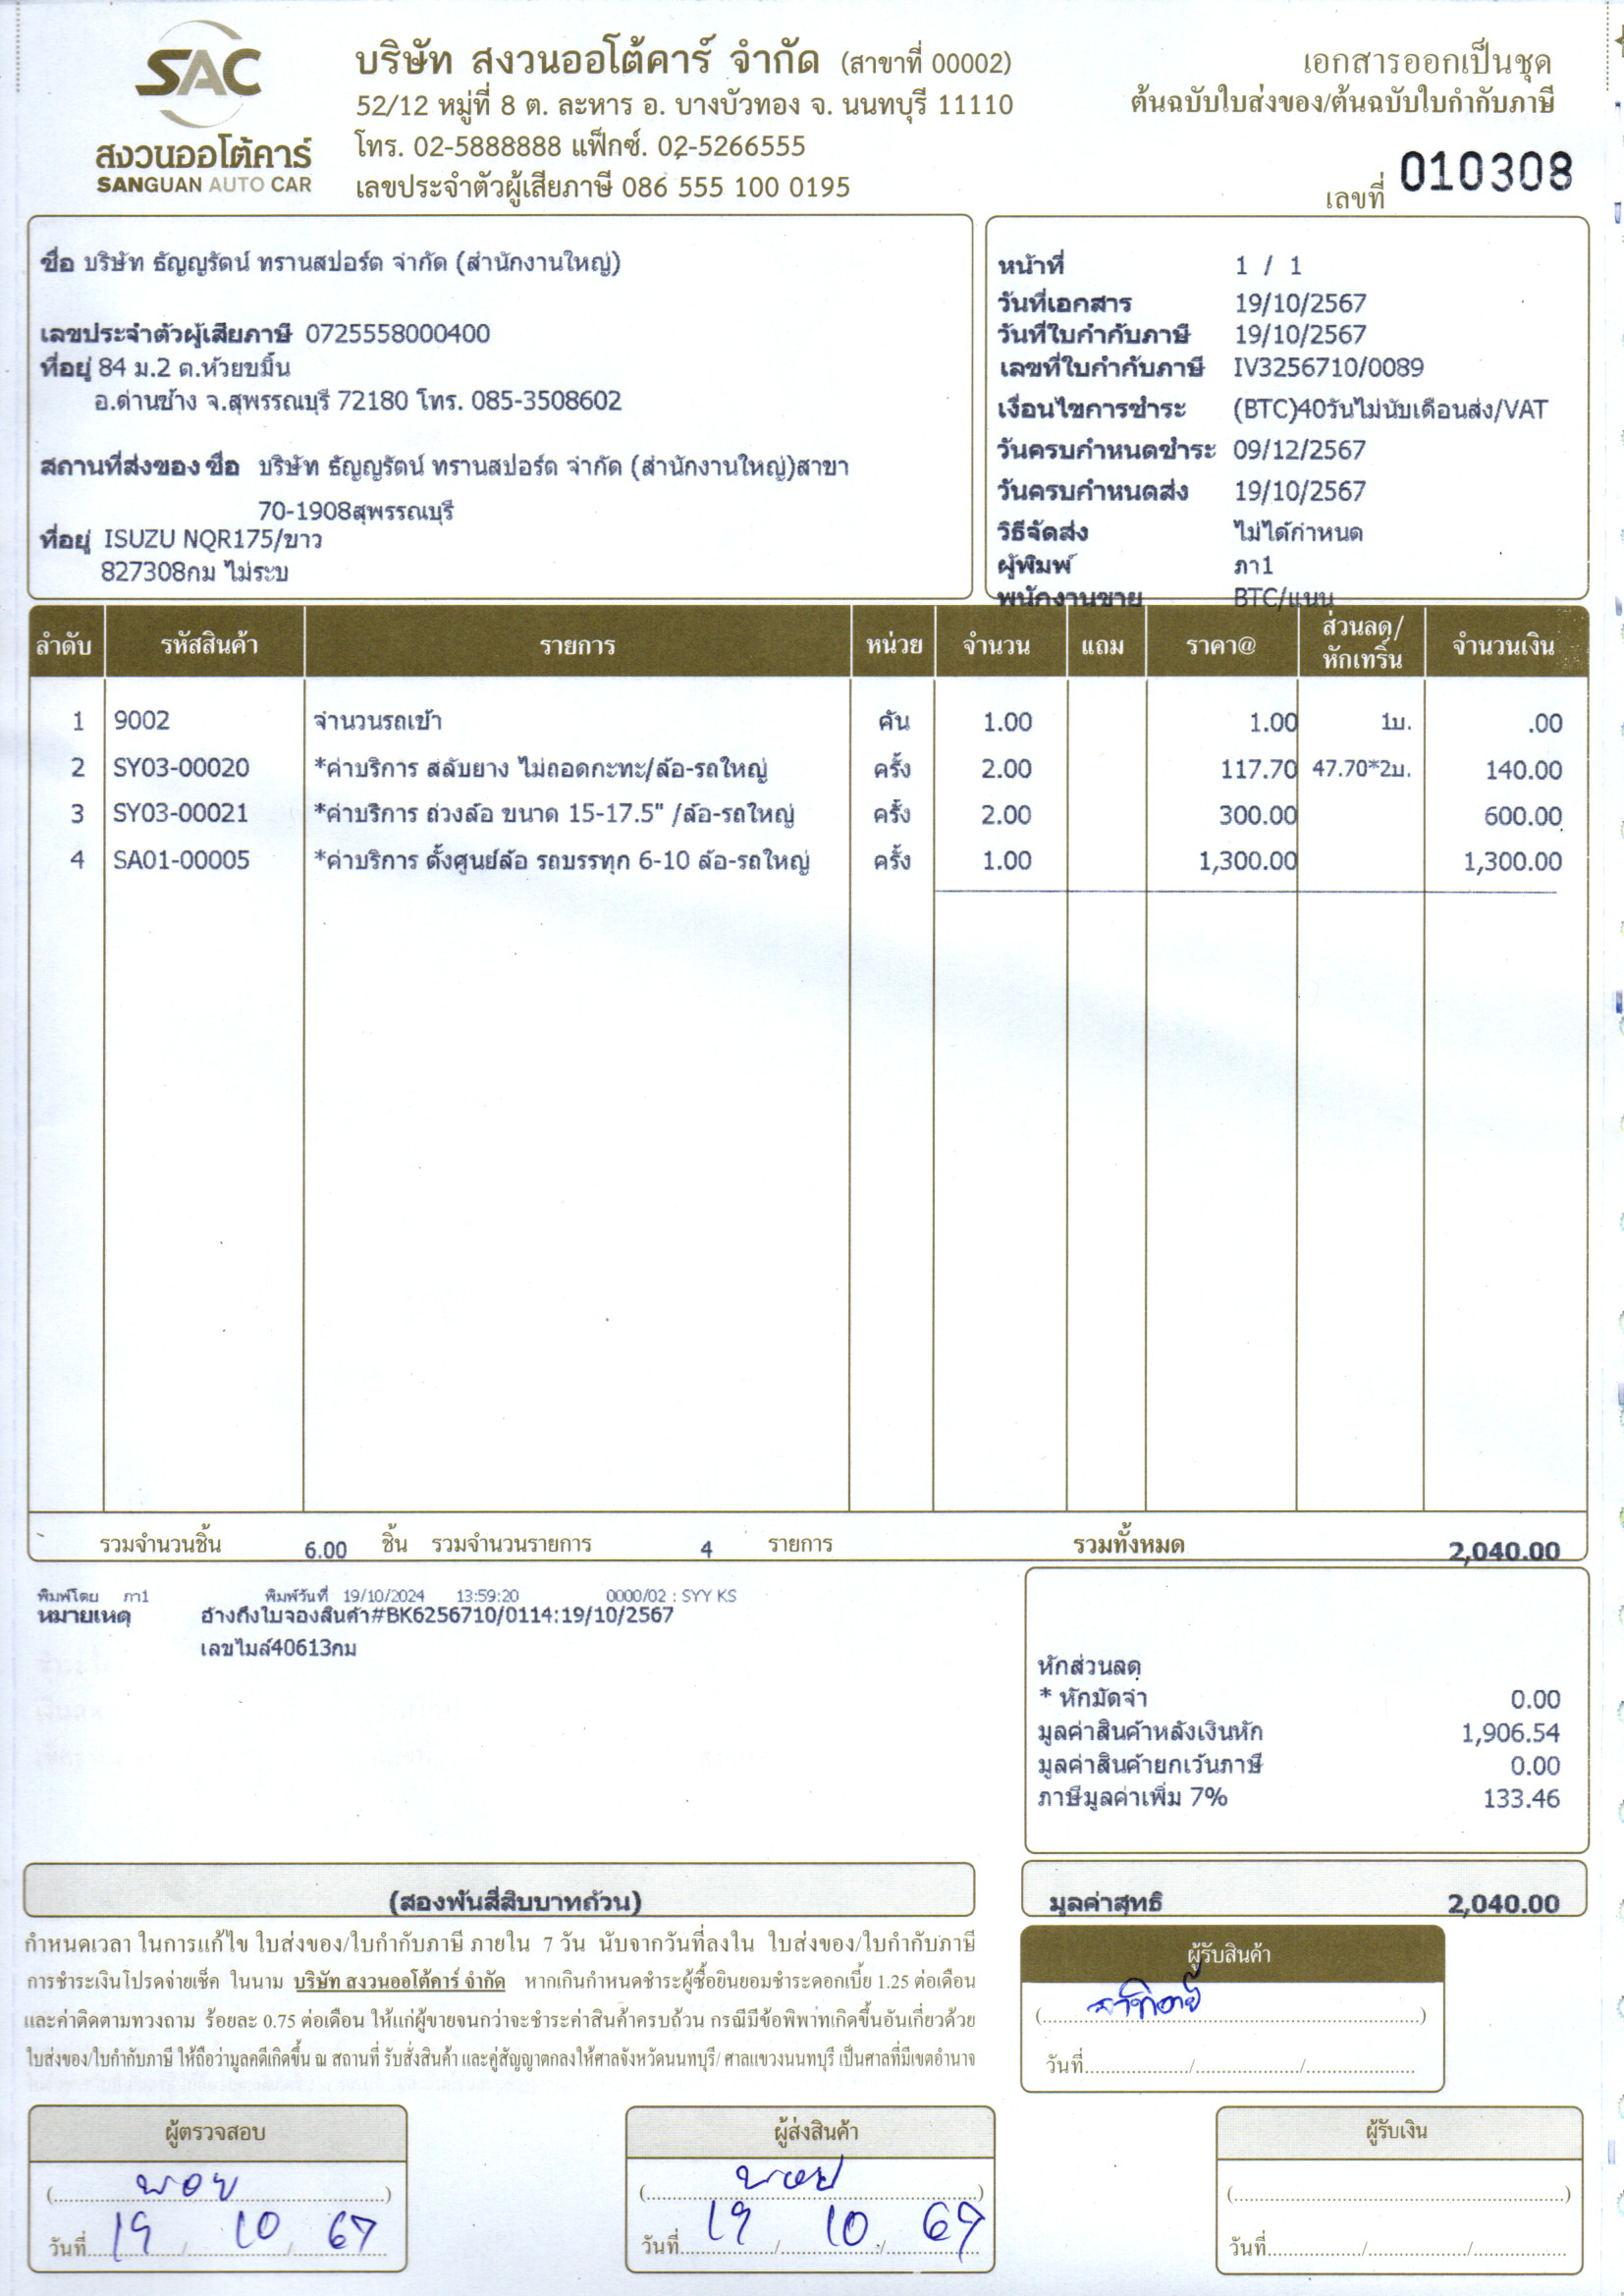 SAC
สงวนออโต้คาร์
SANGUAN AUTO CAR
บริษัท สงวนออโต้คาร์ จำกัด (สาขาที่ 00002)
52/12 หมู่ที่ 8 ต. ละหาร อ. บางบัวทอง จ. นนทบุรี 11110
โทร. 02-5888888 แฟ็กซ์. 02-5266555
เลขประจำตัวผู้เสียภาษี 086 555 100 0195
เอกสารออกเป็นชุด
ต้นฉบับใบส่งของ/ต้นฉบับใบกำกับภาษี
เลขที่ 010308
ชื่อ บริษัท ธัญญรัตน์ ทรานสปอร์ต จำกัด (สำนักงานใหญ่)
เลขประจำตัวผู้เสียภาษี 0725558000400
ที่อยู่ 84 ม.2 ต.ห้วยขมิ้น
อ.ด่านช้าง จ.สุพรรณบุรี 72180 โทร. 085-3508602
สถานที่ส่งของ ชื่อ บริษัท ธัญญรัตน์ ทรานสปอร์ต จำกัด (สำนักงานใหญ่)สาขา
70-1908สุพรรณบุรี
ที่อยู่ ISUZU NQR175/ขาว
827308กม ไม่ระบ
หน้าที่ 1 / 1
วันที่เอกสาร 19/10/2567
วันที่ใบกำกับภาษี 19/10/2567
เลขที่ใบกำกับภาษี IV3256710/0089
เงื่อนไขการชำระ (BTC)40วันไม่นับเดือนส่ง/VAT
วันครบกำหนดชำระ 09/12/2567
วันครบกำหนดส่ง 19/10/2567
วิธีจัดส่ง ไม่ได้กำหนด
ผู้พิมพ์ ภา1
พนักงานขาย BTC/แนน
ลำดับ รหัสสินค้า รายการ หน่วย จำนวน แถม ราคา@ ส่วนลด/หักเทริ์น จำนวนเงิน
1 9002 จำนวนรถเข้า คัน 1.00 1.00 1บ. .00
2 SY03-00020 *ค่าบริการ สลับยาง ไม่ถอดกะทะ/ล้อ-รถใหญ่ ครั้ง 2.00 117.70 47.70*2บ. 140.00
3 SY03-00021 *ค่าบริการ ถ่วงล้อ ขนาด 15-17.5" /ล้อ-รถใหญ่ ครั้ง 2.00 300.00 600.00
4 SA01-00005 *ค่าบริการ ตั้งศูนย์ล้อ รถบรรทุก 6-10 ล้อ-รถใหญ่ ครั้ง 1.00 1,300.00 1,300.00
รวมจำนวนชิ้น 6.00 ชิ้น รวมจำนวนรายการ 4 รายการ รวมทั้งหมด 2,040.00
พิมพ์โดย ภา1 พิมพ์วันที่ 19/10/2024 13:59:20 0000/02 : SYY KS
หมายเหตุ อ้างถึงใบจองสินค้า#BK6256710/0114:19/10/2567
เลขไมล์40613กม
หักส่วนลด
* หักมัดจำ 0.00
มูลค่าสินค้าหลังเงินหัก 1,906.54
มูลค่าสินค้ายกเว้นภาษี 0.00
ภาษีมูลค่าเพิ่ม 7% 133.46
(สองพันสี่สิบบาทถ้วน)
มูลค่าสุทธิ 2,040.00
กำหนดเวลา ในการแก้ไข ใบส่งของ/ใบกำกับภาษี ภายใน 7 วัน นับจากวันที่ลงใน ใบส่งของ/ใบกำกับภาษี
การชำระเงินโปรดจ่ายเช็ค ในนาม บริษัท สงวนออโต้คาร์ จำกัด หากเกินกำหนดชำระผู้ซื้อยินยอมชำระดอกเบี้ย 1.25 ต่อเดือน
และค่าติดตามทวงถาม ร้อยละ 0.75 ต่อเดือน ให้แก่ผู้ขายจนกว่าจะชำระค่าสินค้าครบถ้วน กรณีมีข้อพิพาทเกิดขึ้นอันเกี่ยวด้วย
ใบส่งของ/ใบกำกับภาษี ให้ถือว่ามูลคดีเกิดขึ้น ณ สถานที่ รับสั่งสินค้า และคู่สัญญาตกลงให้ศาลจังหวัดนนทบุรี/ ศาลแขวงนนทบุรี เป็นศาลที่มีเขตอำนาจ
ผู้รับสินค้า
วันที่
ผู้ตรวจสอบ
พอย
วันที่ 19 / 10 / 67
ผู้ส่งสินค้า
พอย
วันที่ 19 / 10 / 67
ผู้รับเงิน
วันที่